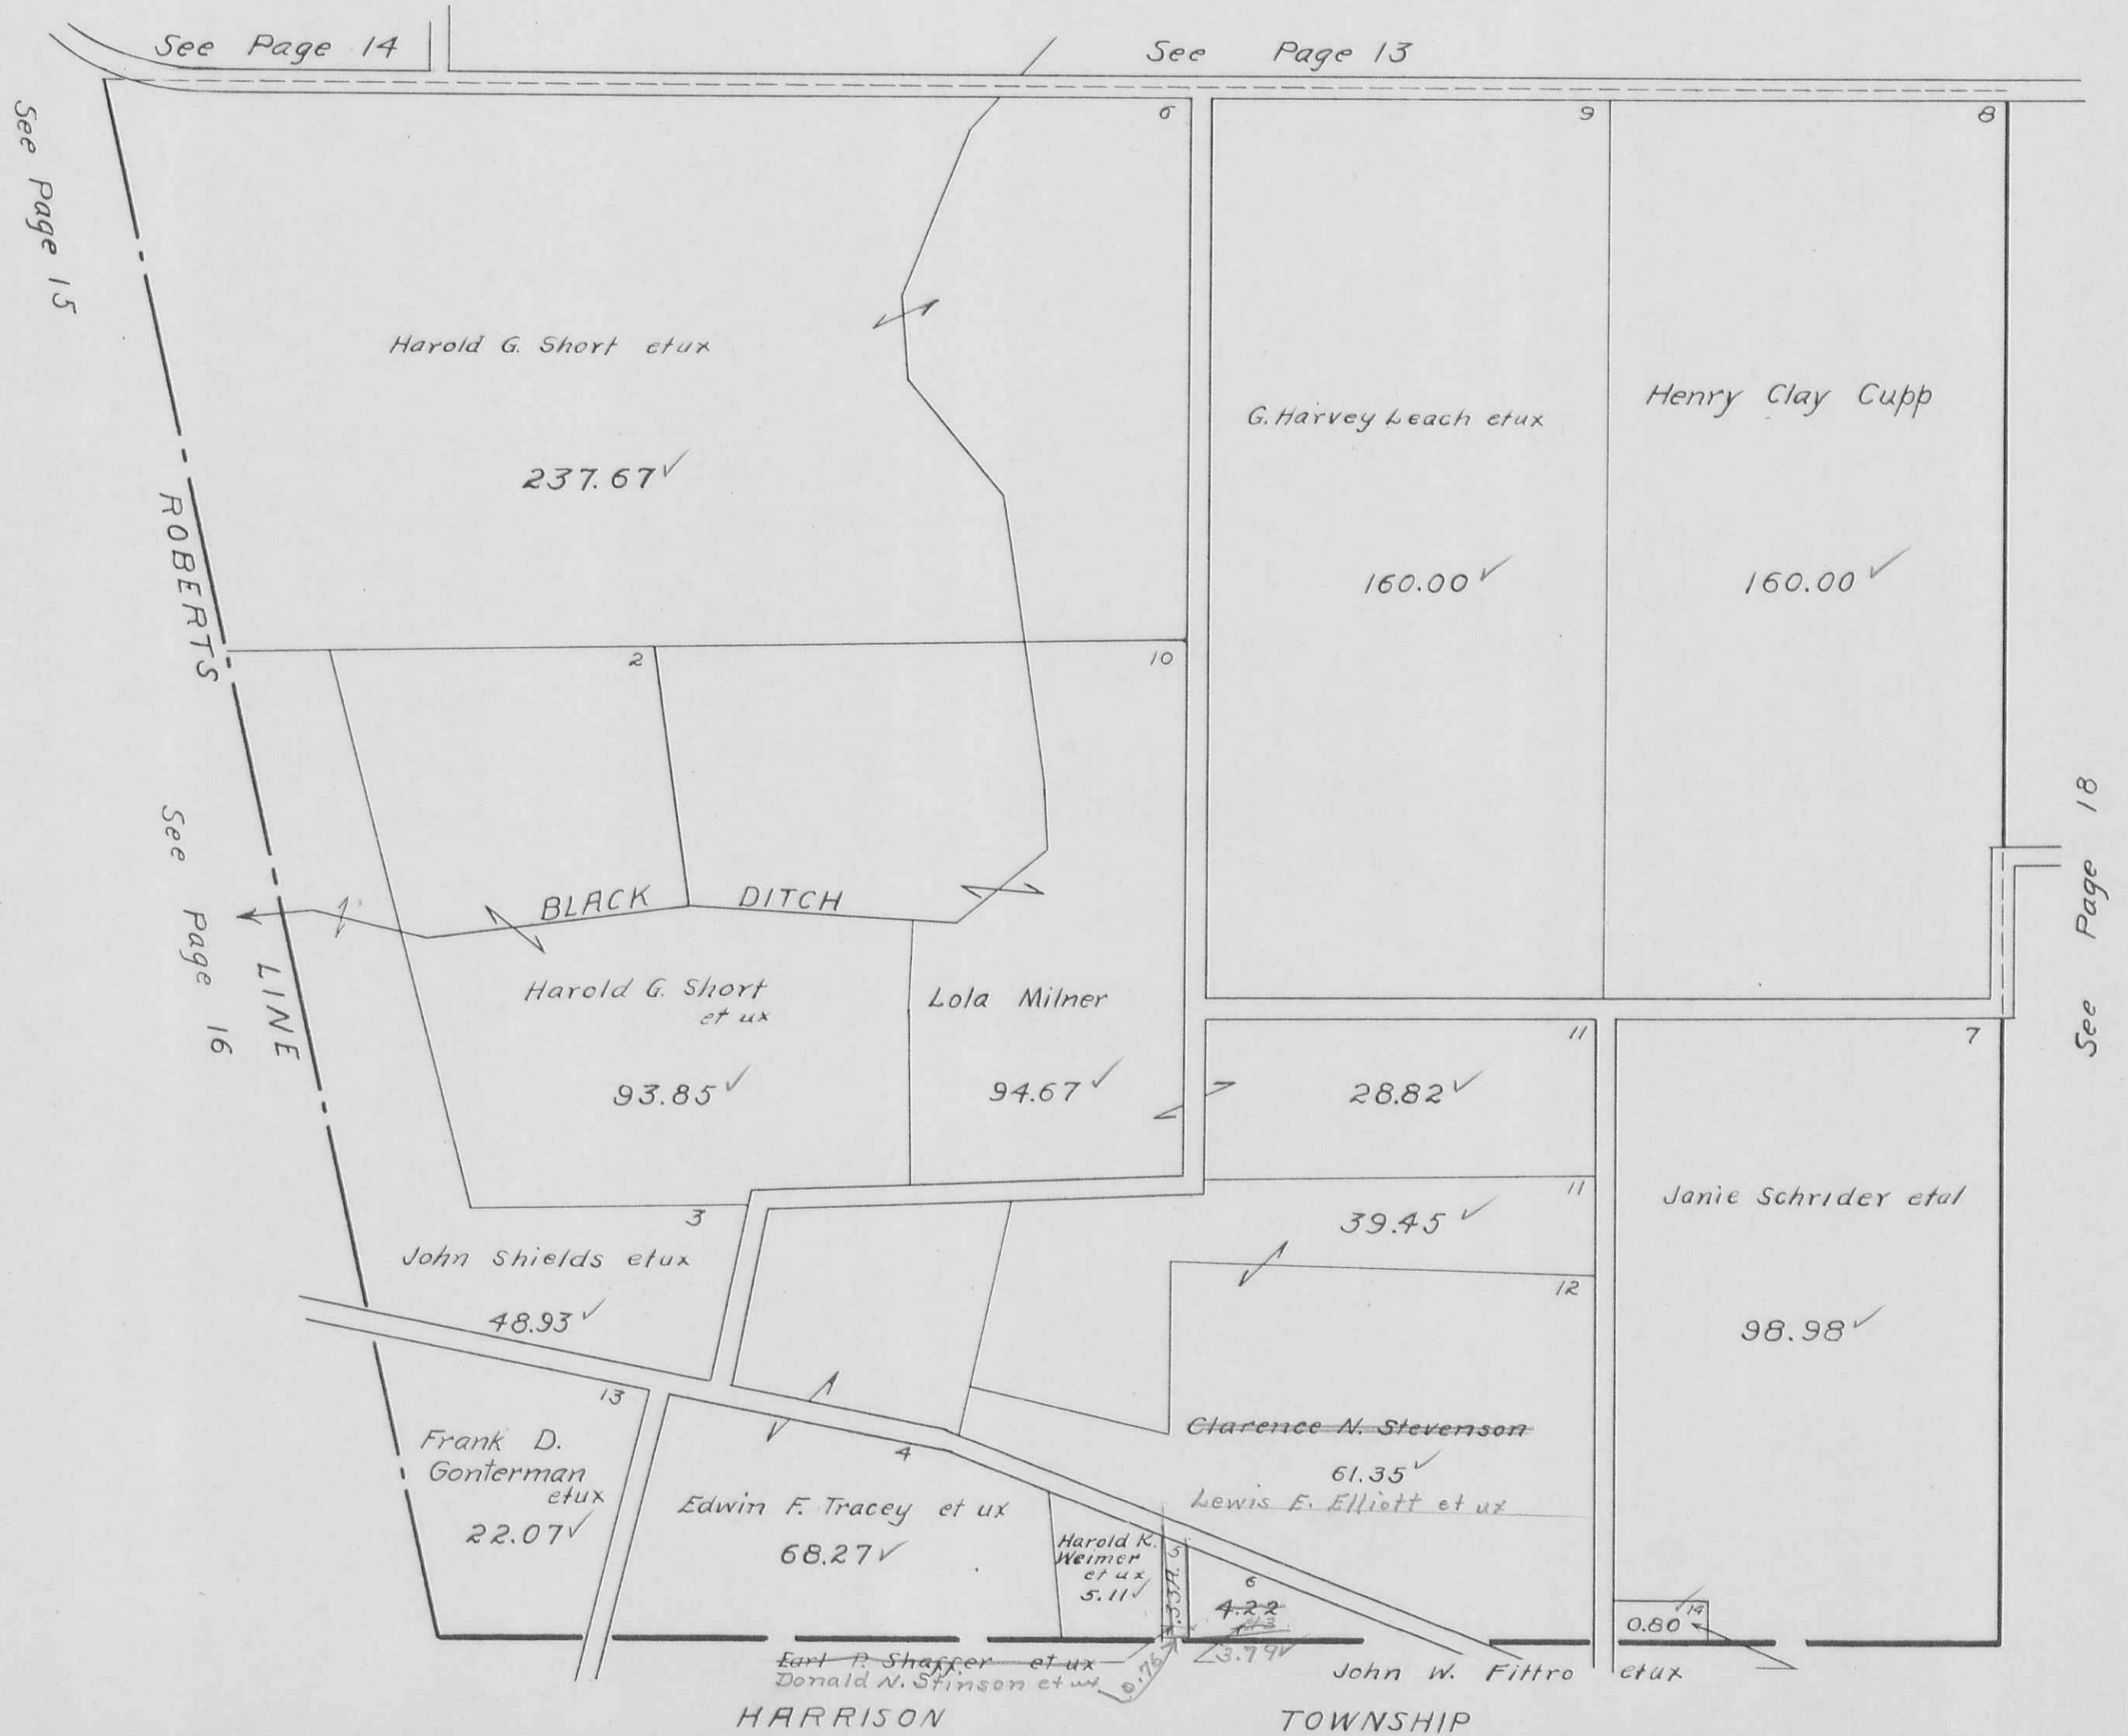 See Page 14
See Page 13
See Page 15
6
9
8
Harold G. Short etux
237.67✓
G. Harvey Leach etux
160.00✓
Henry Clay Cupp
160.00✓
ROBERTS LINE
2
10
See Page 16
See Page 18
BLACK DITCH
Harold G. Short
et ux
93.85✓
Lola Milner
94.67✓
11
28.82✓
7
11
39.45✓
Janie Schrider etal
98.98✓
3
John Shields etux
48.93✓
12
13
Frank D.
Gonterman
etux
22.07✓
4
Edwin F. Tracey et ux
68.27✓
Clarence N. Stevenson
61.35✓
Lewis E. Elliott et ux
Harold K.
Weimer
et ux
5.11✓
5
6
4.22
3.79✓
14
0.80
Earl P. Shaffer et ux
Donald N. Stinson et ux
0.76
John W. Fittro etux
HARRISON TOWNSHIP